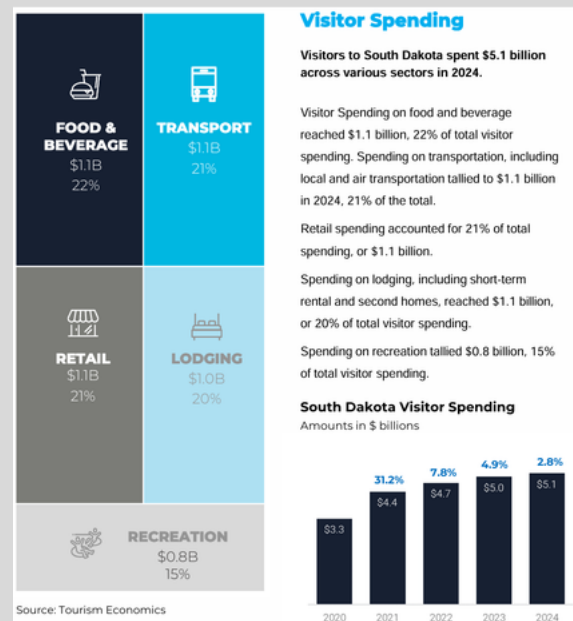 FOOD &
BEVERAGE
$1.1B
22%
TRANSPORT
$1.1B
21%
RETAIL
$1.1B
21%
LODGING
$1.0B
20%
RECREATION
$0.8B
15%
Source: Tourism Economics
Visitor Spending
Visitors to South Dakota spent $5.1 billion
across various sectors in 2024.
Visitor Spending on food and beverage
reached $1.1 billion, 22% of total visitor
spending. Spending on transportation, including
local and air transportation tallied to $1.1 billion
in 2024, 21% of the total.
Retail spending accounted for 21% of total
spending, or $1.1 billion.
Spending on lodging, including short-term
rental and second homes, reached $1.1 billion,
or 20% of total visitor spending.
Spending on recreation tallied $0.8 billion, 15%
of total visitor spending.
South Dakota Visitor Spending
Amounts in $ billions
31.2% 7.8% 4.9% 2.8%
$3.3 $4.4 $4.7 $5.0 $5.1
2020 2021 2022 2023 2024